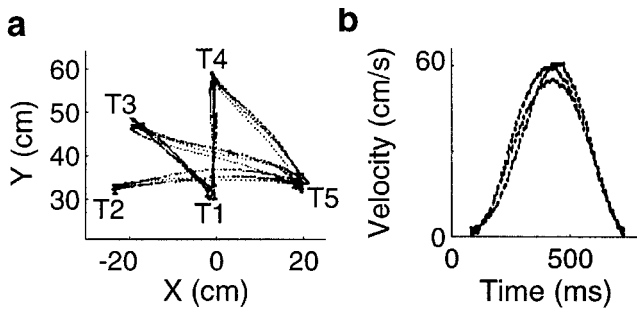 a
T4
T3
T2
T1
T5
60
50
40
30
Y (cm)
-20
0
20
X (cm)
b
60
0
Velocity (cm/s)
0
500
Time (ms)